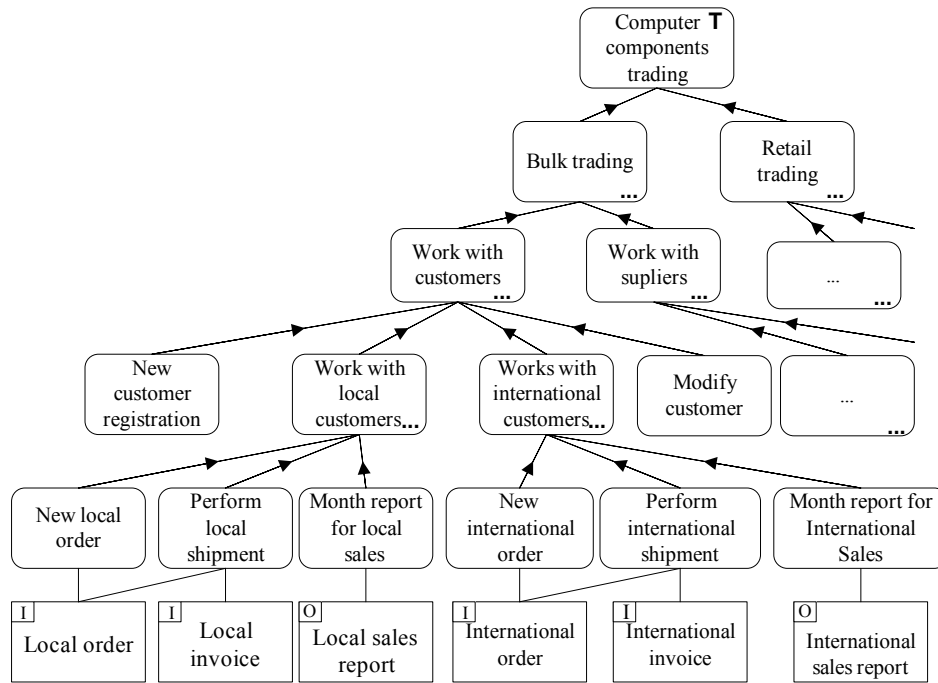 Computer T
components
trading
Bulk trading
...
Retail
trading
...
Work with
customers
...
Work with
supliers
...
...
...
New
customer
registration
Work with
local
customers...
Works with
international
customers...
Modify
customer
...
...
New local
order
Perform
local
shipment
Month report
for local
sales
New
international
order
Perform
international
shipment
Month report for
International
Sales
I
Local order
I
Local
invoice
O
Local sales
report
I
International
order
I
International
invoice
O
International
sales report